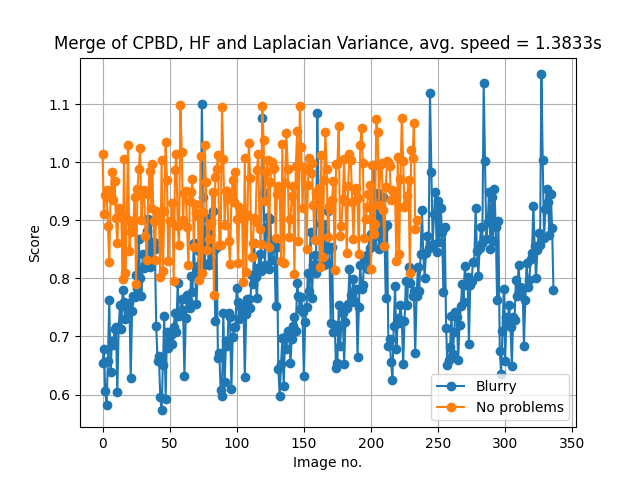 Merge of CPBD, HF and Laplacian Variance, avg. speed = 1.3833s
1.1
1.0
0.9
0.8
0.7
0.6
Score
0 50 100 150 200 250 300 350
Image no.
Blurry
No problems